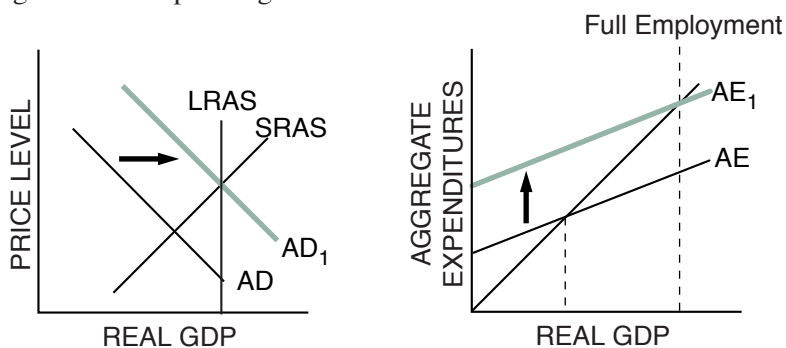 Full Employment
PRICE LEVEL
LRAS
SRAS
AD1
AD
REAL GDP
AGGREGATE
EXPENDITURES
AE1
AE
REAL GDP